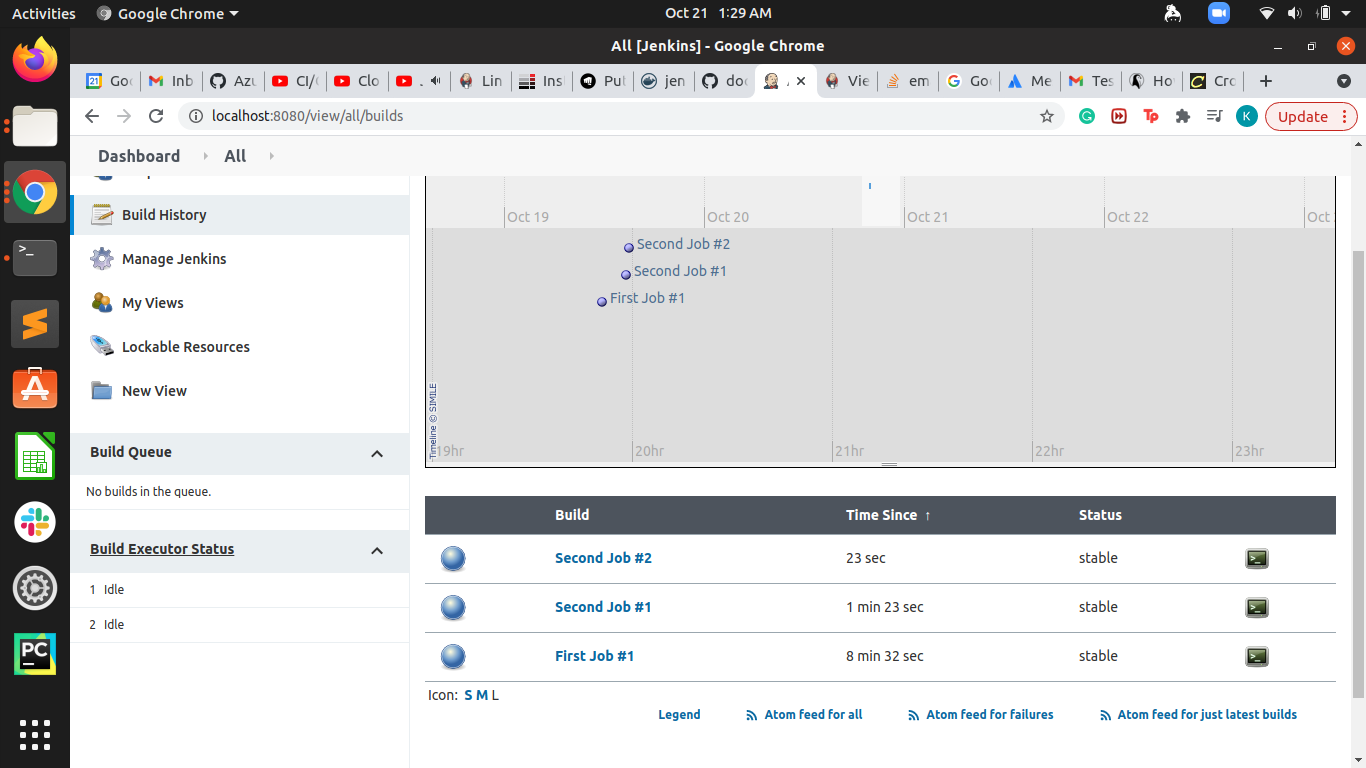 Activities Google Chrome Oct 21 1:29 AM
All [Jenkins] - Google Chrome
Goo Inb Azu CI/ Clo . Lin Ins Pul jen doc Vie em Goo Me Tes Ho Cro
localhost:8080/view/all/builds K Update
Dashboard All
Build History
Manage Jenkins
My Views
Lockable Resources
New View
Build Queue
No builds in the queue.
Build Executor Status
1 Idle
2 Idle
Oct 19 Oct 20 Oct 21 Oct 22 Oct
Second Job #2
Second Job #1
First Job #1
Timeline © SIMILE
19hr 20hr 21hr 22hr 23hr
Build Time Since ↑ Status
Second Job #2 23 sec stable
Second Job #1 1 min 23 sec stable
First Job #1 8 min 32 sec stable
Icon: S M L
Legend Atom feed for all Atom feed for failures Atom feed for just latest builds